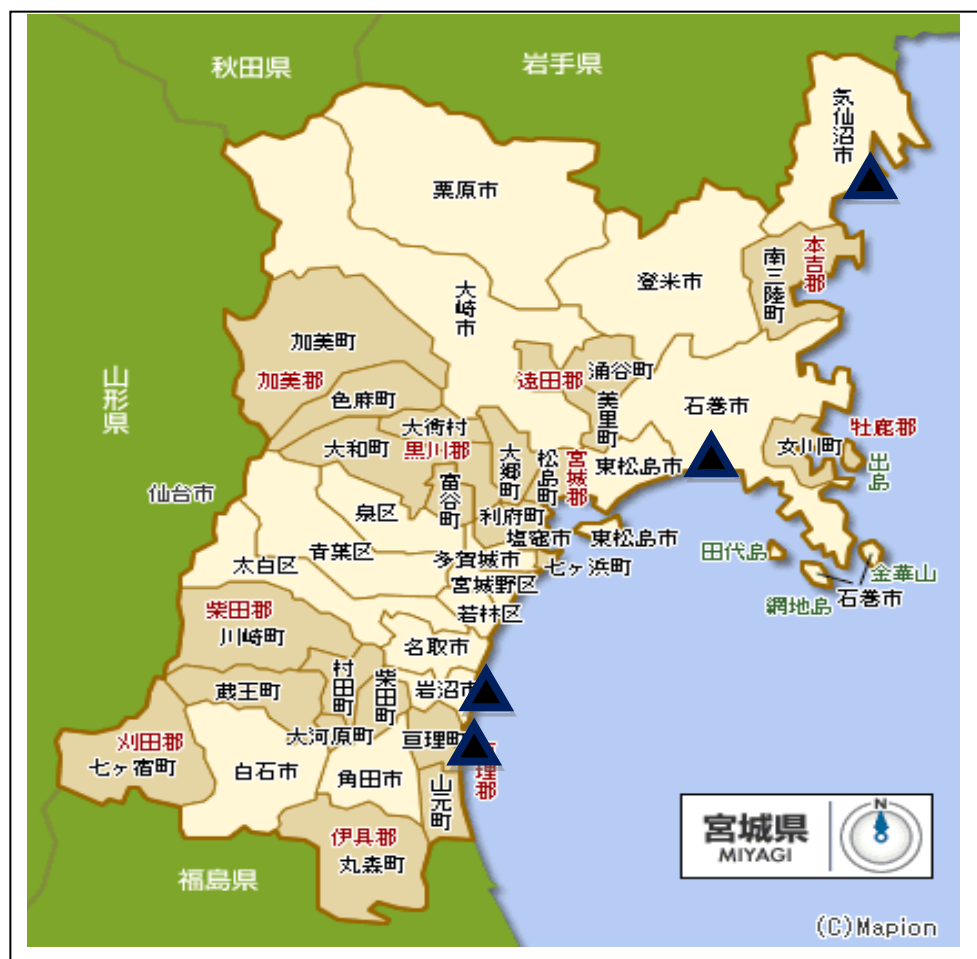 秋田県
岩手県
気仙沼市
栗原市
本吉郡
南三陸町
登米市
大崎市
加美町
加美郡
遠田郡
涌谷町
山形県
色麻町
美里町
石巻市
大衡村
牡鹿郡
女川町
大和町
黒川郡
大郷町
松島町
宮城郡
東松島市
出島
仙台市
富谷町
泉区
利府町
青葉区
塩竈市
東松島市
太白区
多賀城市
七ヶ浜町
田代島
金華山
宮城野区
網地島
石巻市
柴田郡
若林区
川崎町
名取市
村田町
柴田町
蔵王町
岩沼市
刈田郡
大河原町
亘理町
理郡
七ヶ宿町
白石市
角田市
山元町
伊具郡
丸森町
宮城県
MIYAGI
N
福島県
(C)Mapion